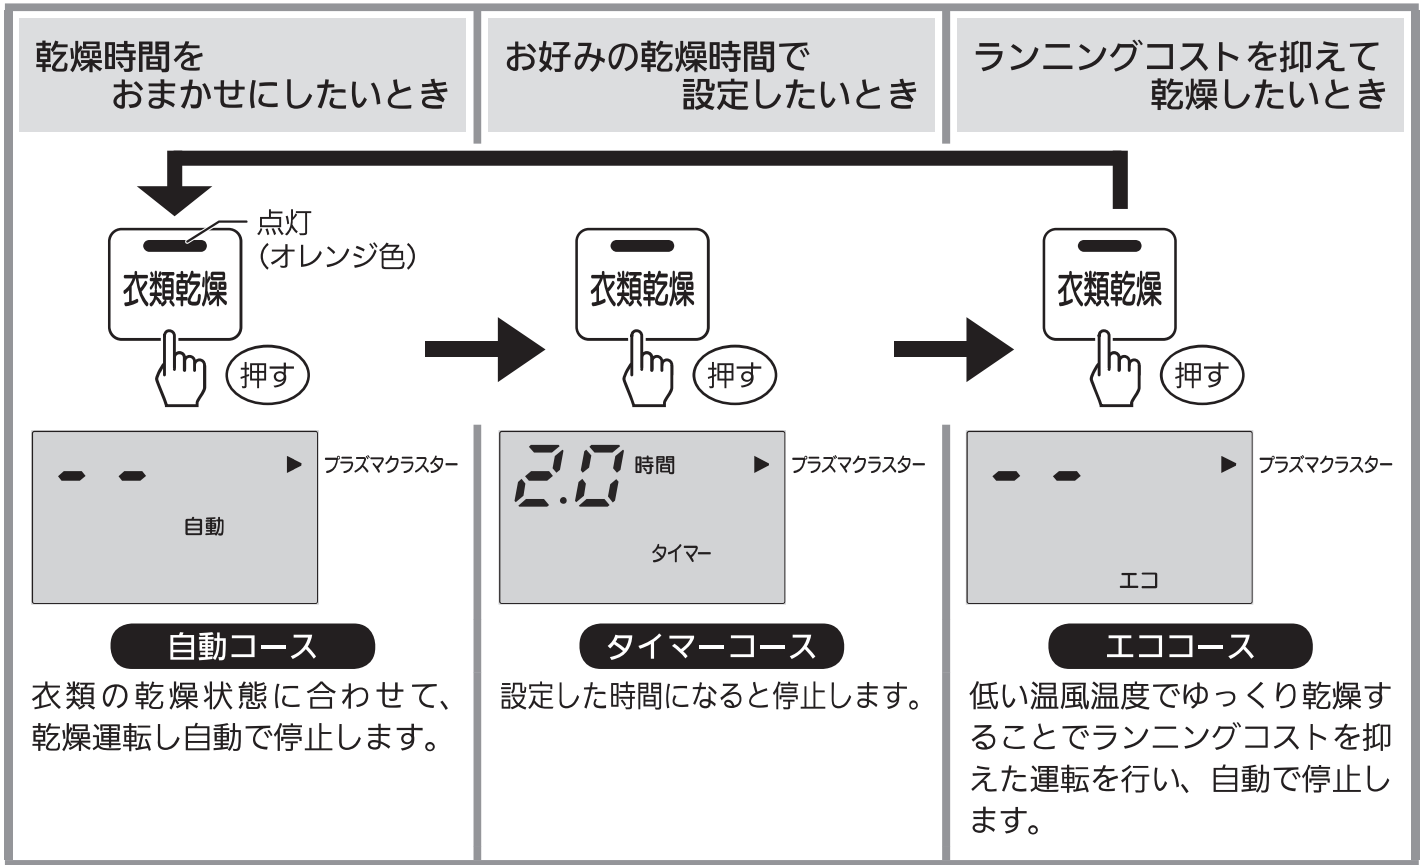 乾燥時間を
おまかせにしたいとき
点灯
(オレンジ色)
衣類乾燥
押す
プラズマクラスター
自動
自動コース
衣類の乾燥状態に合わせて、
乾燥運転し自動で停止します。
お好みの乾燥時間で
設定したいとき
衣類乾燥
押す
2.0 時間
プラズマクラスター
タイマー
タイマーコース
設定した時間になると停止します。
ランニングコストを抑えて
乾燥したいとき
衣類乾燥
押す
プラズマクラスター
エコ
エココース
低い温風温度でゆっくり乾燥す
ることでランニングコストを抑
えた運転を行い、自動で停止し
ます。